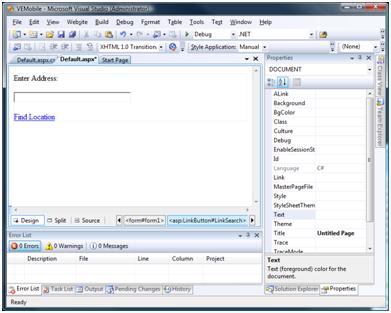 VEMobile - Microsoft Visual Studio (Administrator)
File Edit View Website Build Debug Format Table Tools Test Window Help
Debug .NET
XHTML 1.0 Transition Style Application: Manual (None)
Default.aspx.cs Default.aspx* Start Page
Enter Address:
Find Location
Design Split Source <form#form1> <asp:LinkButton#LinkSearch>
Error List
0 Errors 0 Warnings 0 Messages
Description File Line Column Project
Error List Task List Output Pending Changes History
Ready
Properties
DOCUMENT
ALink
Background
BgColor
Class
Culture
Debug
EnableSessionSt
Id
Language C#
Link
MasterPageFile
Style
StyleSheetThem
Text
Theme
Title Untitled Page
Trace
TraceMode
Text
Text (foreground) color for the document.
Solution Explorer Properties
Class View
Team Explorer